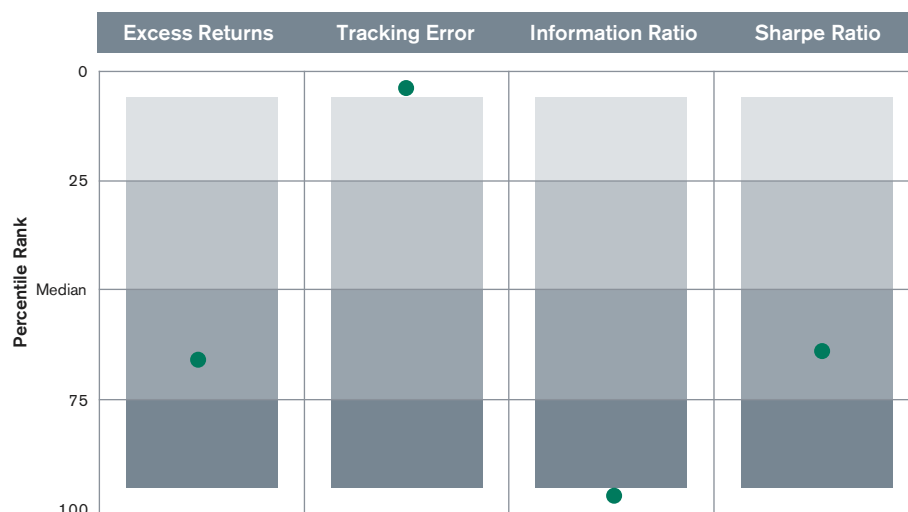 Excess Returns
Tracking Error
Information Ratio
Sharpe Ratio
0
25
Percentile Rank
Median
75
100